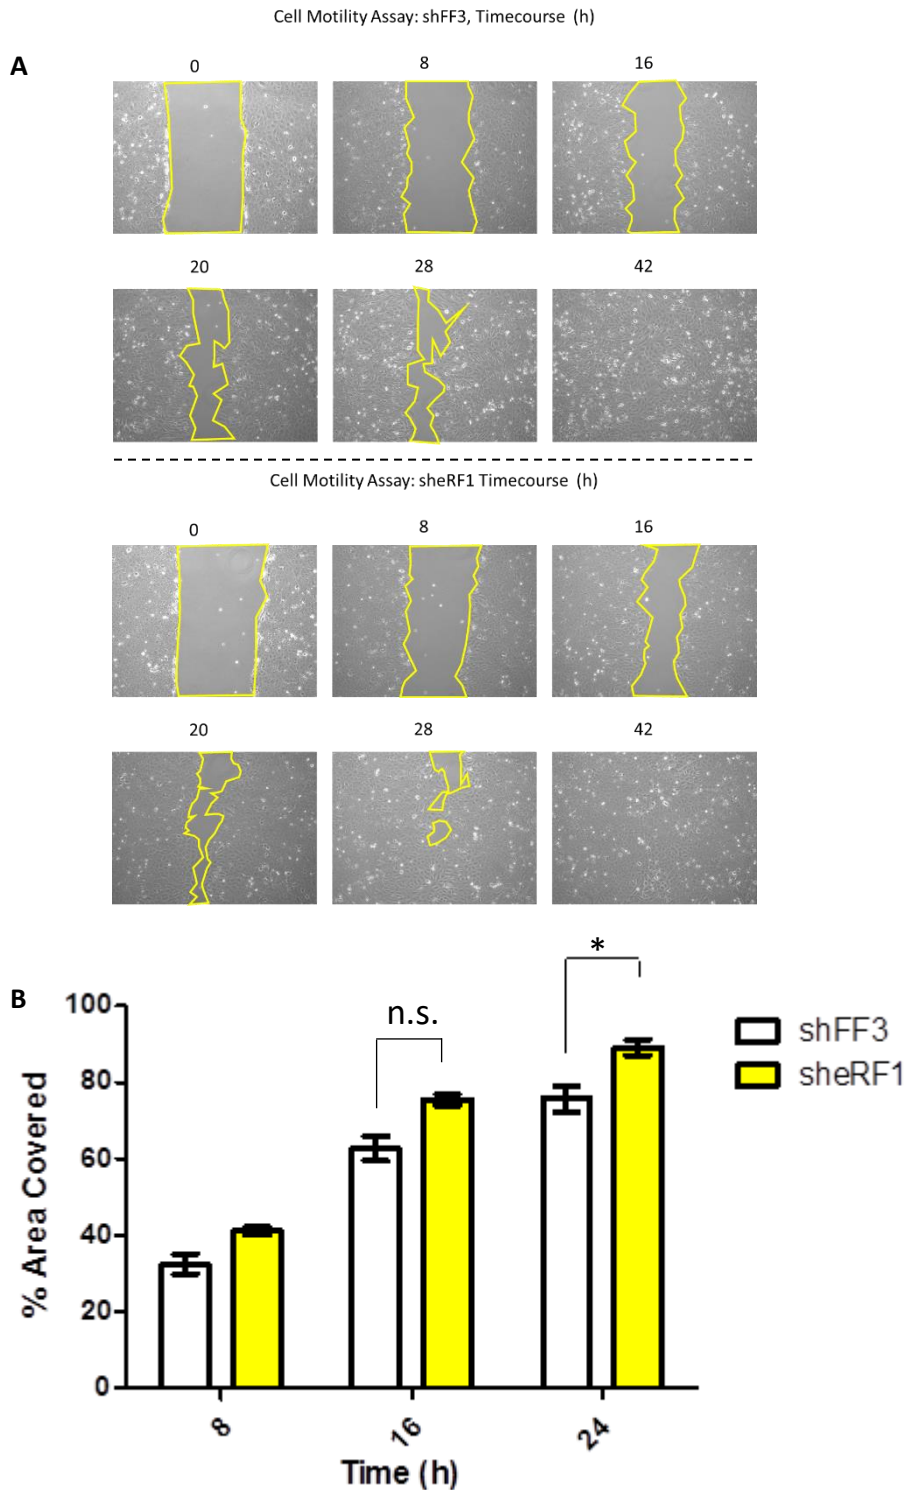 Cell Motility Assay: shFF3, Timecourse (h)
A
0 8 16
20 28 42
Cell Motility Assay: sheRF1 Timecourse (h)
0 8 16
20 28 42
B
% Area Covered
100
80
60
40
20
0
n.s.
*
shFF3
sheRF1
8 16 24
Time (h)